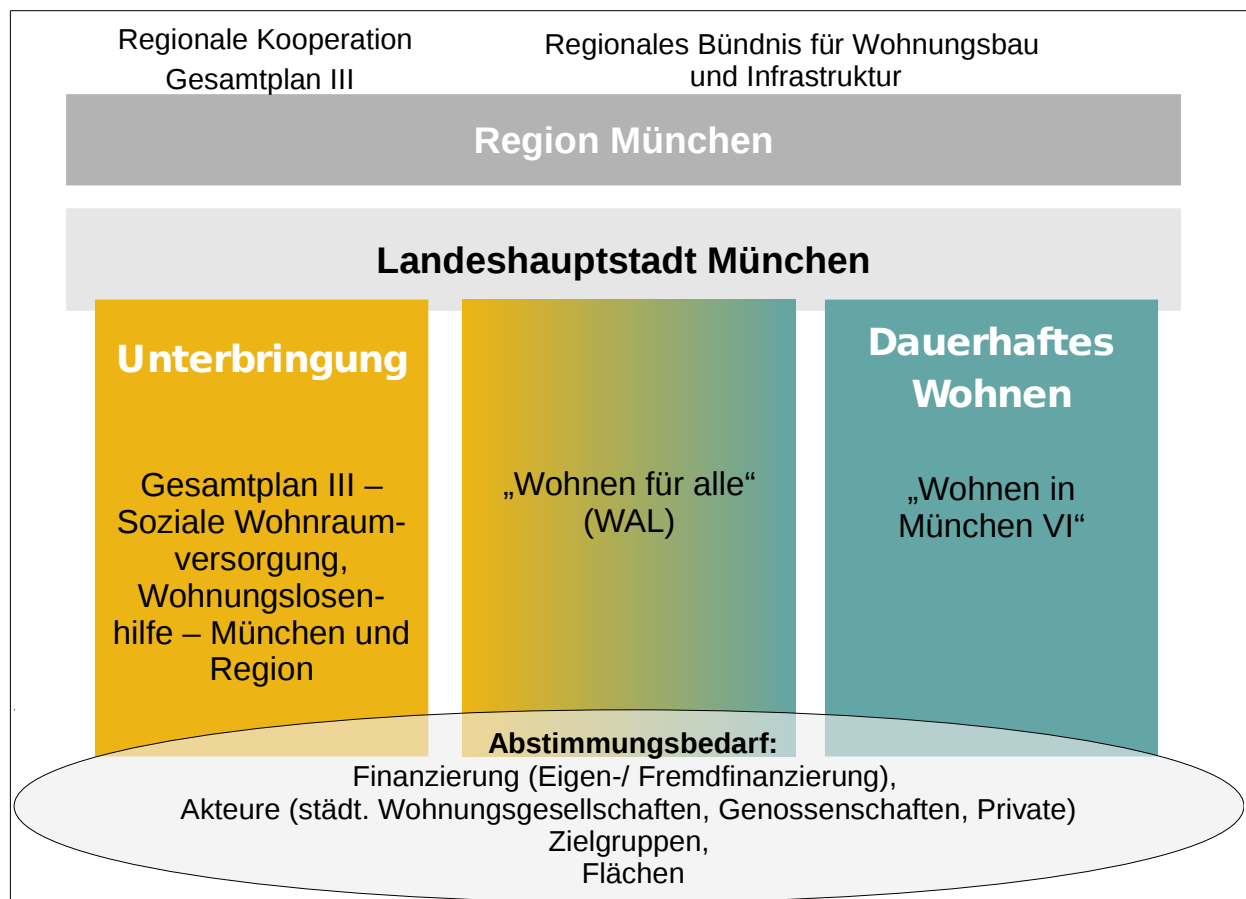 Regionale Kooperation
Gesamtplan III
Regionales Bündnis für Wohnungsbau
und Infrastruktur
Region München
Landeshauptstadt München
Unterbringung
Gesamtplan III –
Soziale Wohnraum-
versorgung,
Wohnungslosen-
hilfe – München und
Region
„Wohnen für alle“
(WAL)
Dauerhaftes
Wohnen
„Wohnen in
München VI“
Abstimmungsbedarf:
Finanzierung (Eigen-/ Fremdfinanzierung),
Akteure (städt. Wohnungsgesellschaften, Genossenschaften, Private)
Zielgruppen,
Flächen